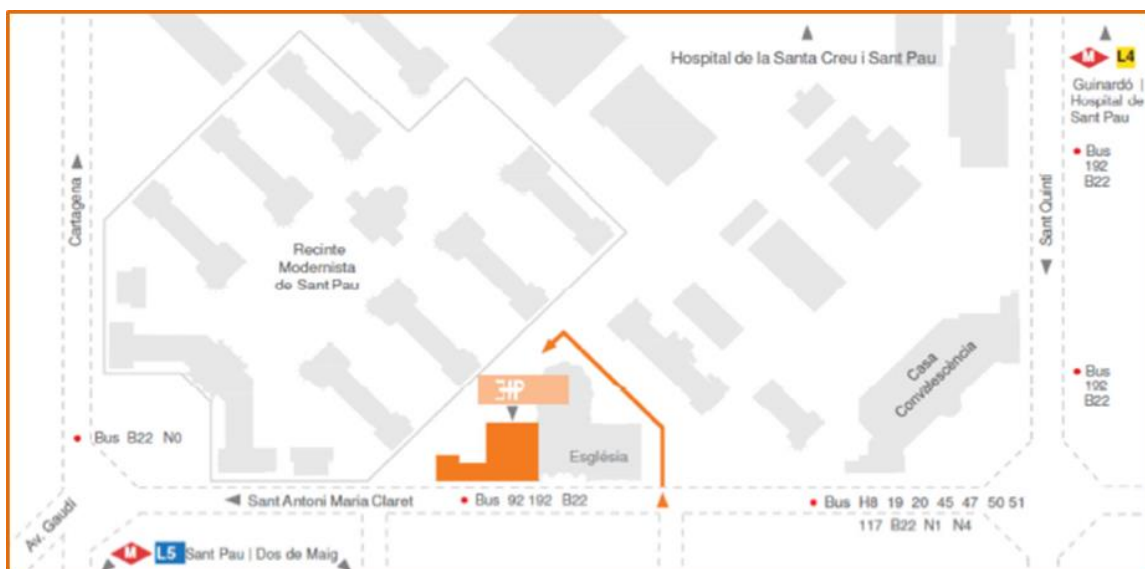 Hospital de la Santa Creu i Sant Pau
M L4
Guinardó |
Hospital de
Sant Pau
Bus
192
B22
Cartagena
Sant Quintí
Recinte
Modernista
de Sant Pau
Casa
Convalescència
Bus
192
B22
Bus B22 N0
Església
Sant Antoni Maria Claret
Bus 92 192 B22
Bus H8 19 20 45 47 50 51
117 B22 N1 N4
Av. Gaudí
M L5 Sant Pau | Dos de Maig